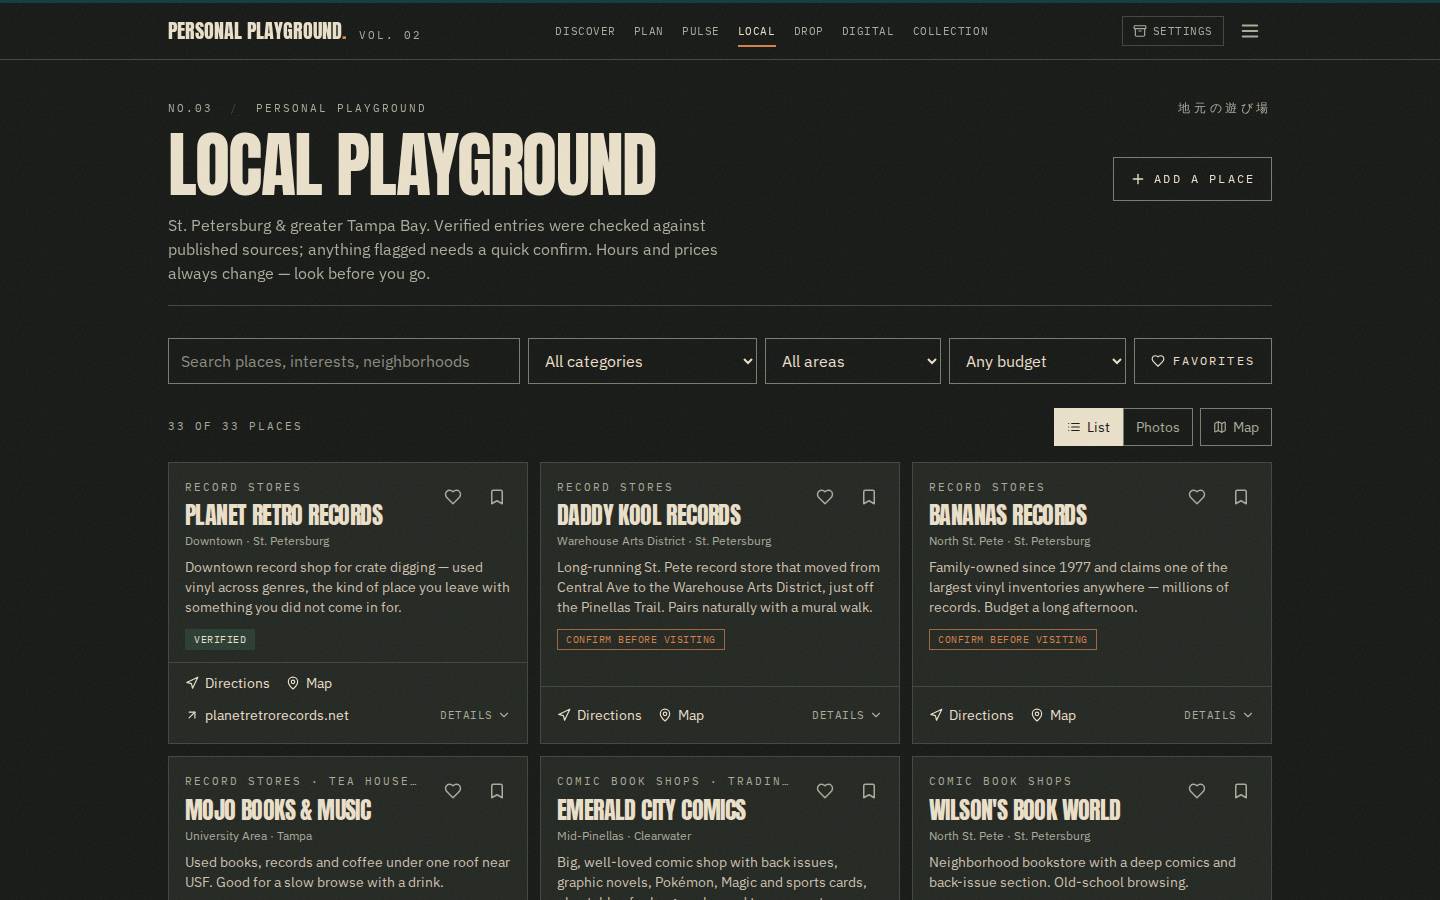 PERSONAL PLAYGROUND. VOL. 02
DISCOVER PLAN PULSE LOCAL DROP DIGITAL COLLECTION
SETTINGS
NO.03 / PERSONAL PLAYGROUND
地元の遊び場
LOCAL PLAYGROUND
ADD A PLACE
St. Petersburg & greater Tampa Bay. Verified entries were checked against
published sources; anything flagged needs a quick confirm. Hours and prices
always change — look before you go.
Search places, interests, neighborhoods
All categories
All areas
Any budget
FAVORITES
33 OF 33 PLACES
List
Photos
Map
RECORD STORES
PLANET RETRO RECORDS
Downtown · St. Petersburg
Downtown record shop for crate digging — used
vinyl across genres, the kind of place you leave with
something you did not come in for.
VERIFIED
Directions Map
planetretrorecords.net
DETAILS
RECORD STORES
DADDY KOOL RECORDS
Warehouse Arts District · St. Petersburg
Long-running St. Pete record store that moved from
Central Ave to the Warehouse Arts District, just off
the Pinellas Trail. Pairs naturally with a mural walk.
CONFIRM BEFORE VISITING
Directions Map
DETAILS
RECORD STORES
BANANAS RECORDS
North St. Pete · St. Petersburg
Family-owned since 1977 and claims one of the
largest vinyl inventories anywhere — millions of
records. Budget a long afternoon.
CONFIRM BEFORE VISITING
Directions Map
DETAILS
RECORD STORES · TEA HOUSE…
MOJO BOOKS & MUSIC
University Area · Tampa
Used books, records and coffee under one roof near
USF. Good for a slow browse with a drink.
COMIC BOOK SHOPS · TRADIN…
EMERALD CITY COMICS
Mid-Pinellas · Clearwater
Big, well-loved comic shop with back issues,
graphic novels, Pokémon, Magic and sports cards,
COMIC BOOK SHOPS
WILSON'S BOOK WORLD
North St. Pete · St. Petersburg
Neighborhood bookstore with a deep comics and
back-issue section. Old-school browsing.